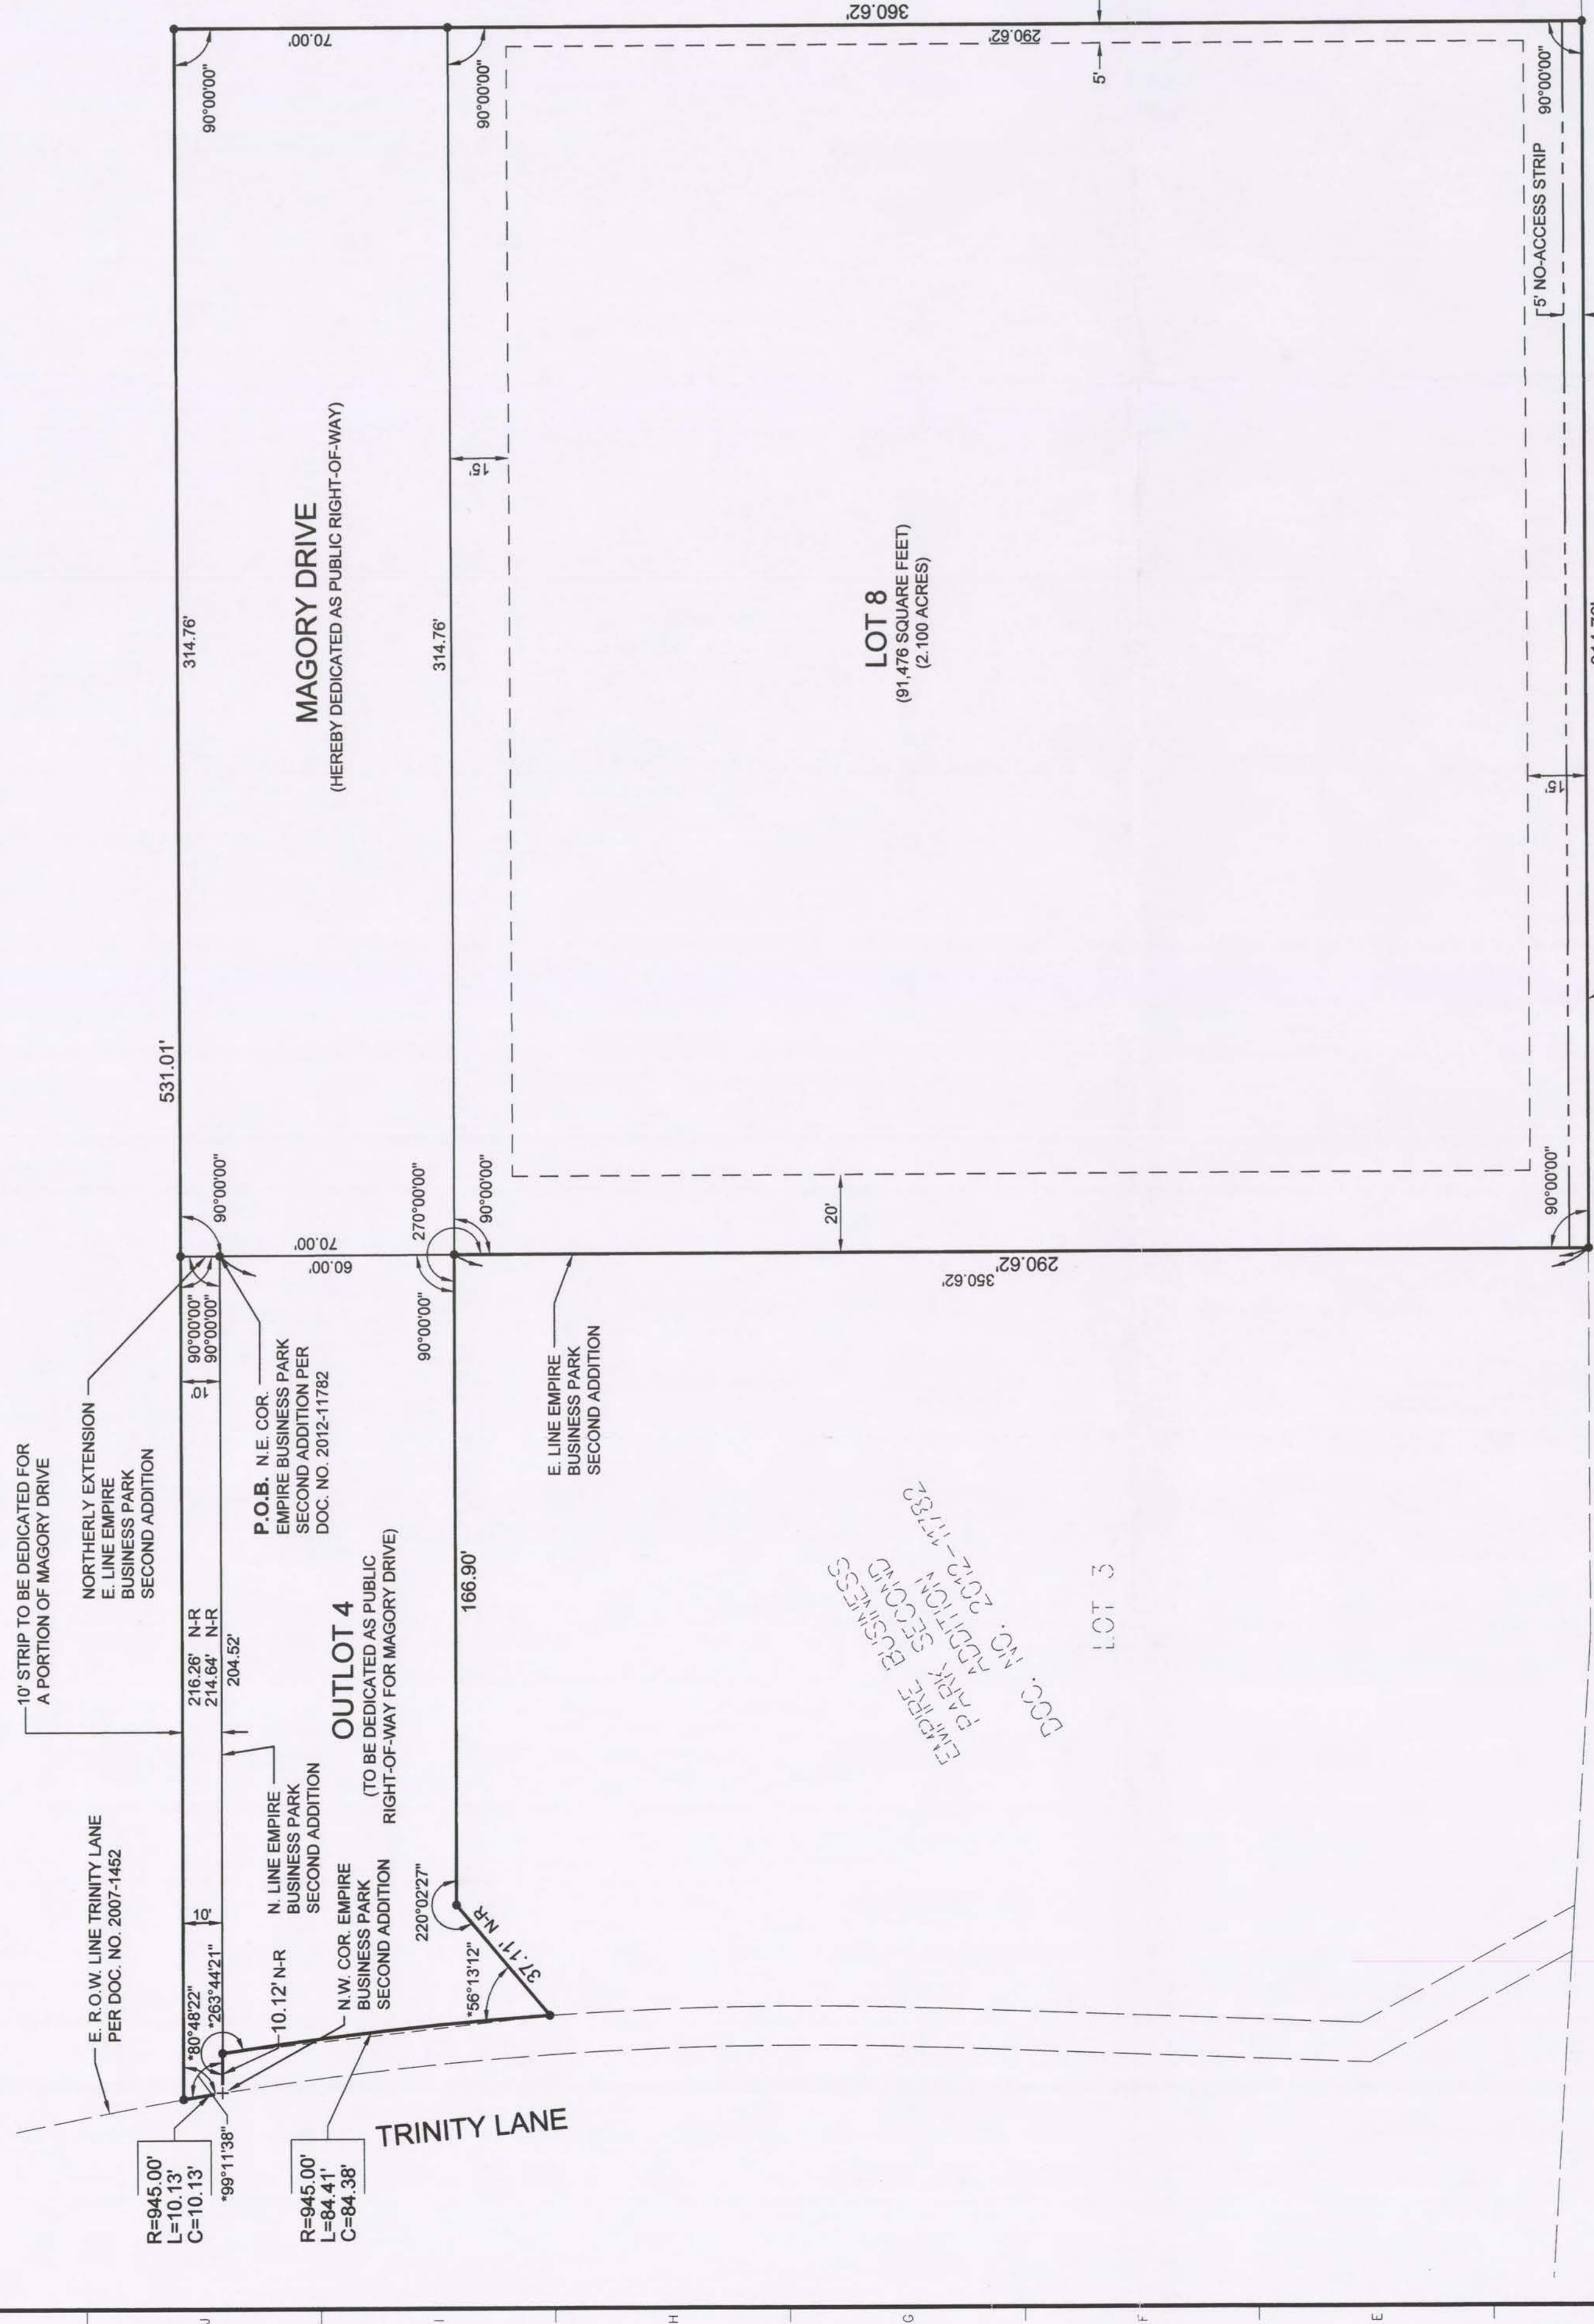 10' STRIP TO BE DEDICATED FOR
A PORTION OF MAGORY DRIVE
E. R.O.W. LINE TRINITY LANE
PER DOC. NO. 2007-1452
NORTHERLY EXTENSION
E. LINE EMPIRE
BUSINESS PARK
SECOND ADDITION
R=945.00'
L=10.13'
C=10.13'
*99°11'38"
*80°48'22"
*263°44'21"
10'
531.01'
314.76'
216.26' N-R
214.64' N-R
204.52'
10'
90°00'00"
90°00'00"
90°00'00"
90°00'00"
70.00'
10.12' N-R
N. LINE EMPIRE
BUSINESS PARK
SECOND ADDITION
N.W. COR. EMPIRE
BUSINESS PARK
SECOND ADDITION
P.O.B. N.E. COR.
EMPIRE BUSINESS PARK
SECOND ADDITION PER
DOC. NO. 2012-11782
R=945.00'
L=84.41'
C=84.38'
TRINITY LANE
OUTLOT 4
(TO BE DEDICATED AS PUBLIC
RIGHT-OF-WAY FOR MAGORY DRIVE)
70.00'
60.00'
MAGORY DRIVE
(HEREBY DEDICATED AS PUBLIC RIGHT-OF-WAY)
220°02'27"
*56°13'12"
37.11' N-R
166.90'
90°00'00"
270°00'00"
90°00'00"
314.76'
15'
90°00'00"
E. LINE EMPIRE
BUSINESS PARK
SECOND ADDITION
290.62'
350.62'
20'
LOT 8
(91,476 SQUARE FEET)
(2.100 ACRES)
360.62'
290.62'
5'
EMPIRE BUSINESS
PARK SECOND
ADDITION
DOC. NO. 2012-11782
LOT 3
90°00'00"
15'
5' NO-ACCESS STRIP
90°00'00"
J
I
H
G
F
E